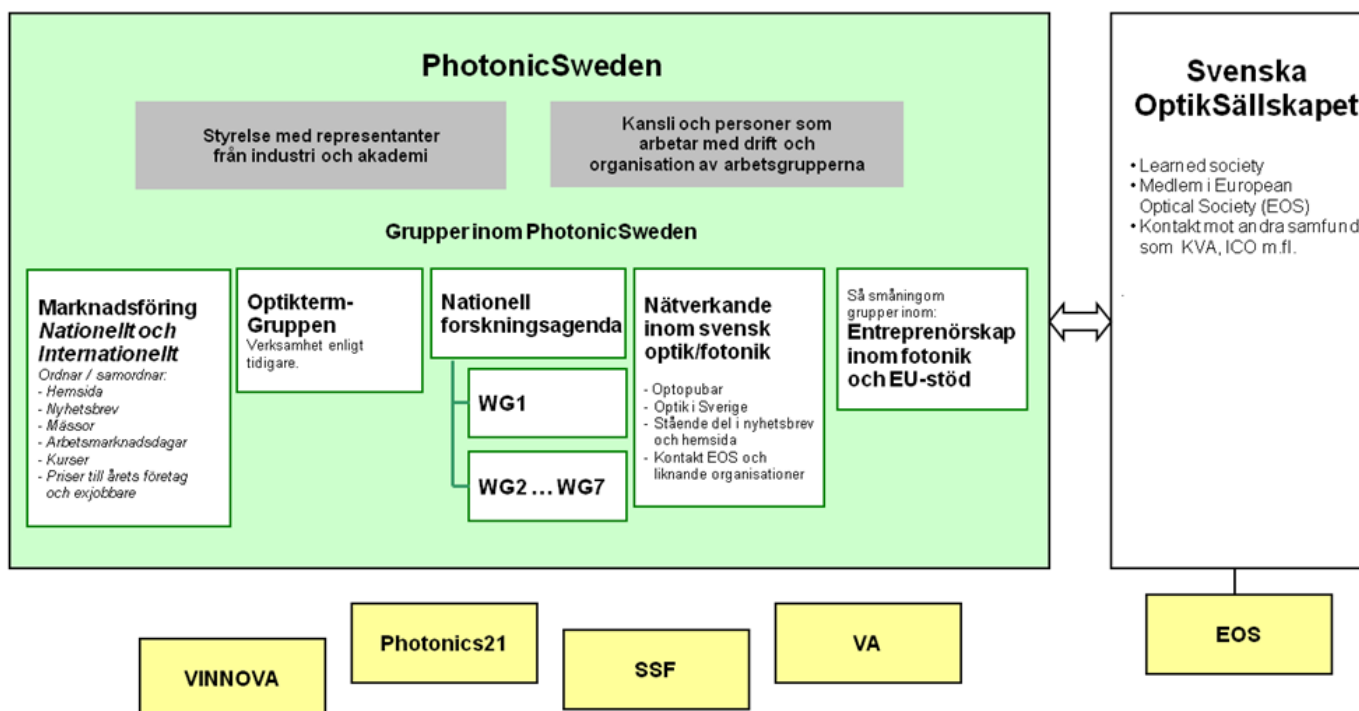 PhotonicSweden
Styrelse med representanter
från industri och akademi
Kansli och personer som
arbetar med drift och
organisation av arbetsgrupperna
Grupper inom PhotonicSweden
Marknadsföring
Nationellt och
Internationellt
Ordnar / samordnar:
- Hemsida
- Nyhetsbrev
- Mässor
- Arbetsmarknadsdagar
- Kurser
- Priser till årets företag
och exjobbare
Optikterm-
Gruppen
Verksamhet enligt
tidigare.
Nationell
forskningsagenda
WG1
WG2 ... WG7
Nätverkande
inom svensk
optik/fotonik
- Optopubar
- Optik i Sverige
- Stående del i nyhetsbrev
och hemsida
- Kontakt EOS och
liknande organisationer
Så småningom
grupper inom:
Entreprenörskap
inom fotonik
och EU-stöd
Svenska
OptikSällskapet
• Learned society
• Medlem i European
Optical Society (EOS)
• Kontakt mot andra samfund
som KVA, ICO m.fl.
.
VINNOVA
Photonics21
SSF
VA
EOS